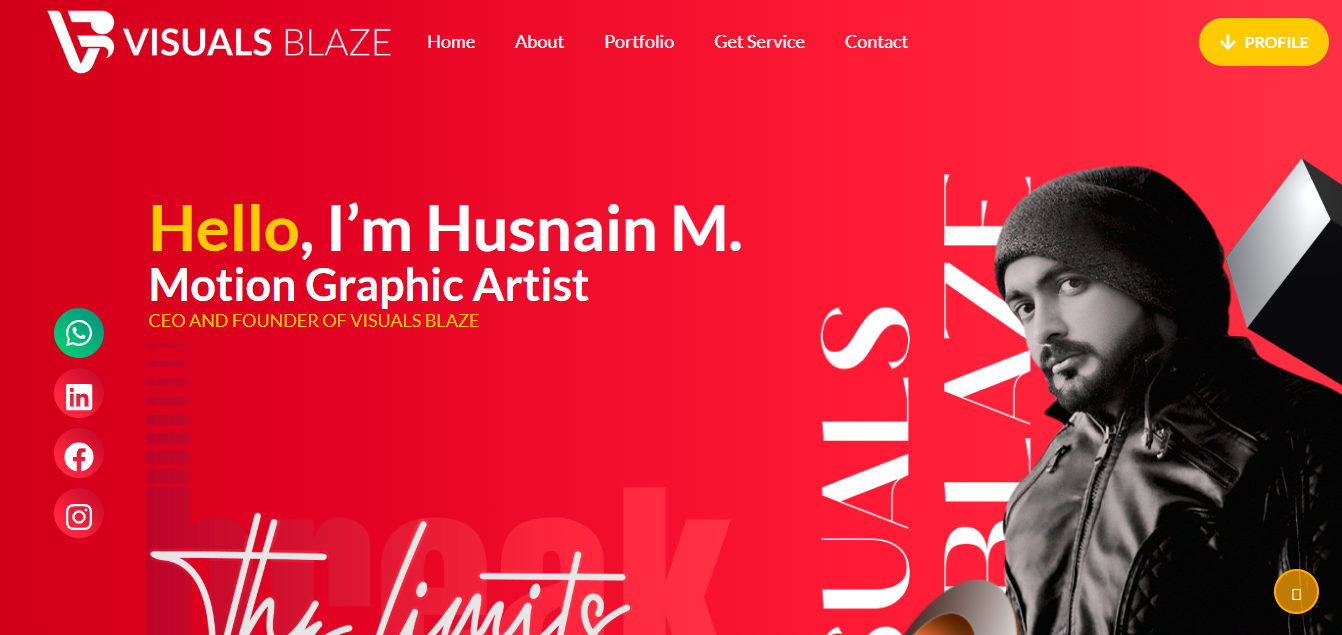 VISUALS BLAZE
Home
About
Portfolio
Get Service
Contact
PROFILE
Hello, I’m Husnain M.
Motion Graphic Artist
CEO AND FOUNDER OF VISUALS BLAZE
break
The limits
UALS
BLAZE